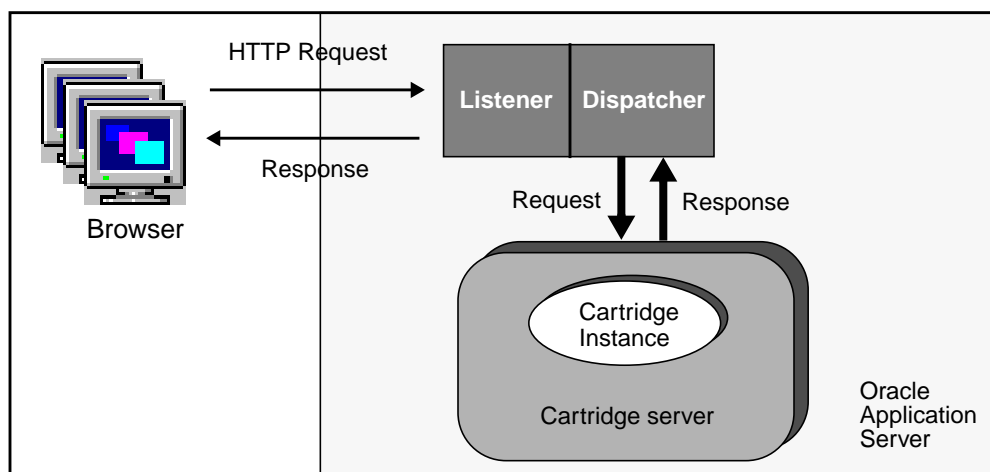 HTTP Request
Listener
Dispatcher
Response
Browser
Request
Response
Cartridge
Instance
Cartridge server
Oracle
Application
Server